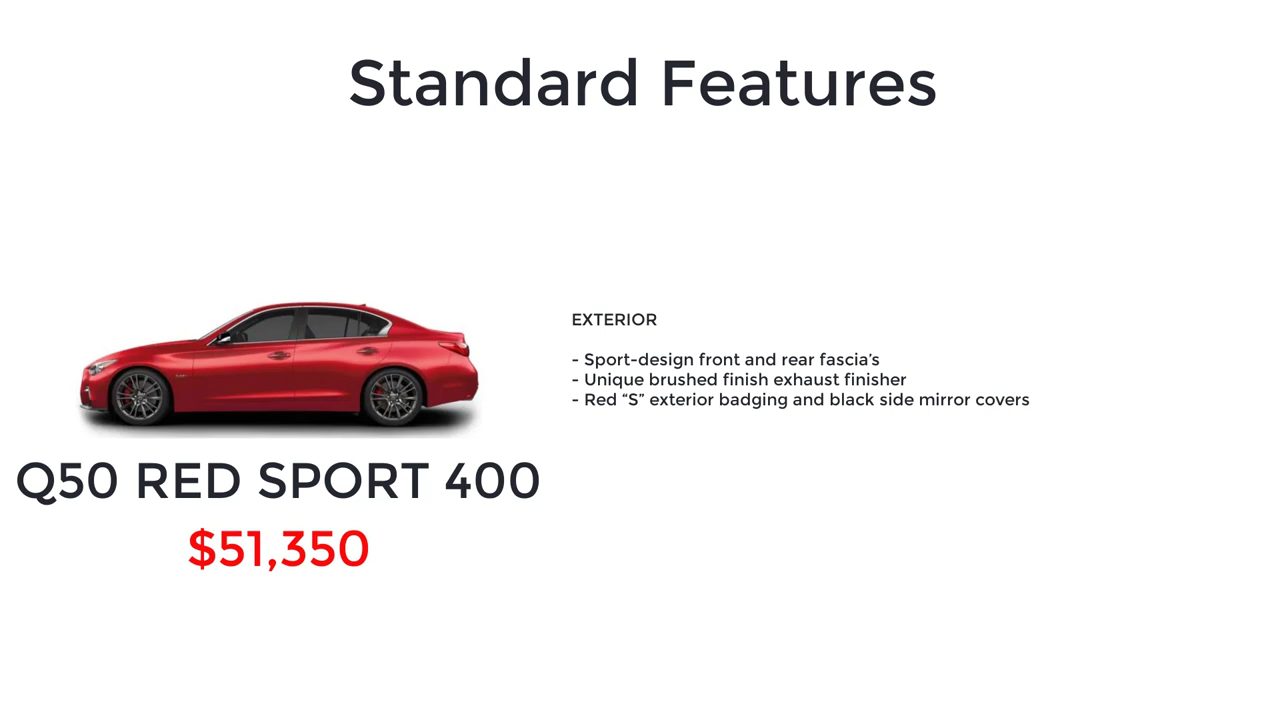 Standard Features
EXTERIOR
- Sport-design front and rear fascia’s
- Unique brushed finish exhaust finisher
- Red “S” exterior badging and black side mirror covers
Q50 RED SPORT 400
$51,350